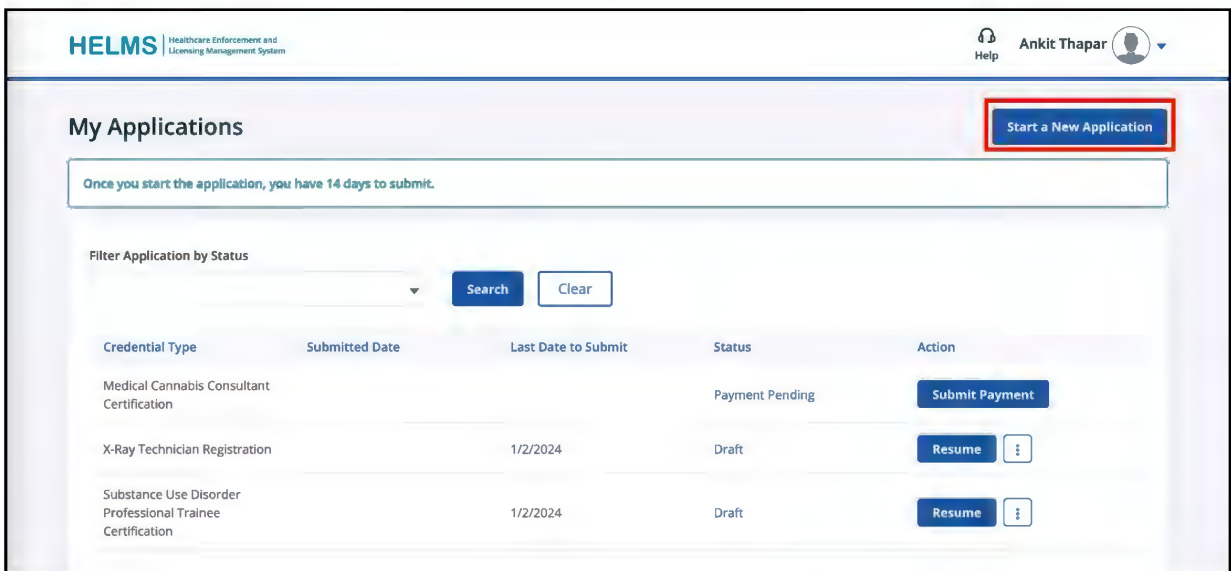 HELMS Healthcare Enforcement and
Licensing Management System
Help
Ankit Thapar
My Applications
Start a New Application
Once you start the application, you have 14 days to submit.
Filter Application by Status
Search Clear
Credential Type Submitted Date Last Date to Submit Status Action
Medical Cannabis Consultant
Certification
Payment Pending Submit Payment
X-Ray Technician Registration 1/2/2024 Draft Resume
Substance Use Disorder
Professional Trainee
Certification
1/2/2024 Draft Resume